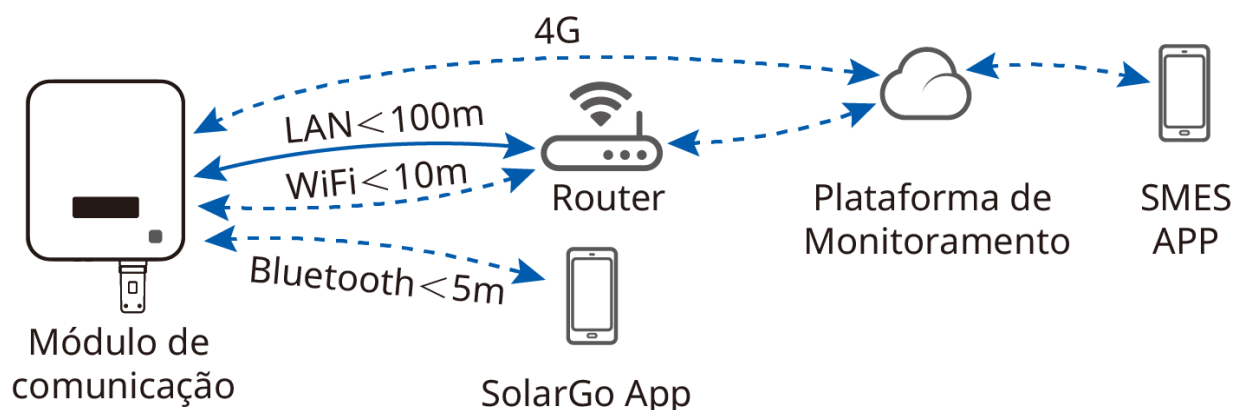 4G
LAN<100m
WiFi<10m
Router
Bluetooth<5m
Módulo de
comunicação
SolarGo App
Plataforma de
Monitoramento
SMES
APP